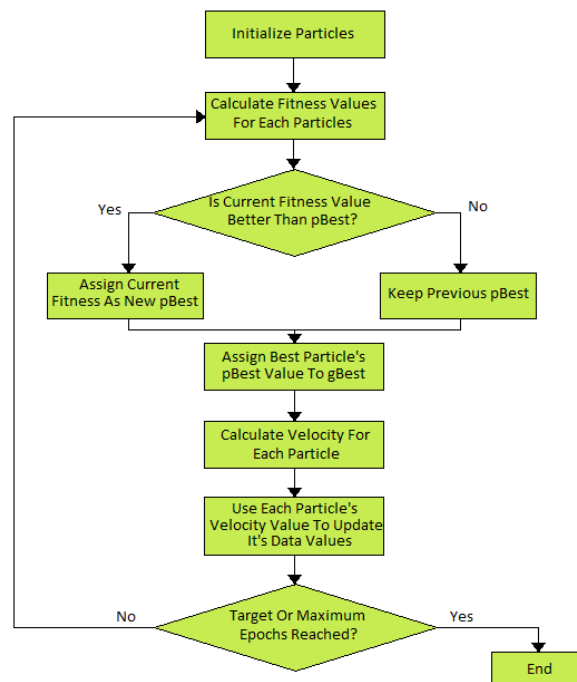 Initialize Particles
Calculate Fitness Values
For Each Particles
Is Current Fitness Value
Better Than pBest?
Yes
No
Assign Current
Fitness As New pBest
Keep Previous pBest
Assign Best Particle's
pBest Value To gBest
Calculate Velocity For
Each Particle
Use Each Particle's
Velocity Value To Update
It's Data Values
Target Or Maximum
Epochs Reached?
No
Yes
End